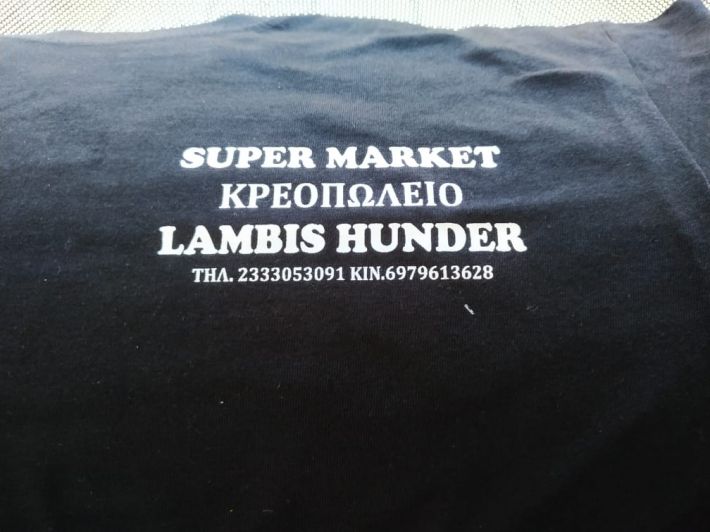 SUPER MARKET
ΚΡΕΟΠΩΛΕΙΟ
LAMBIS HUNDER
ΤΗΛ. 2333053091 ΚΙΝ.6979613628